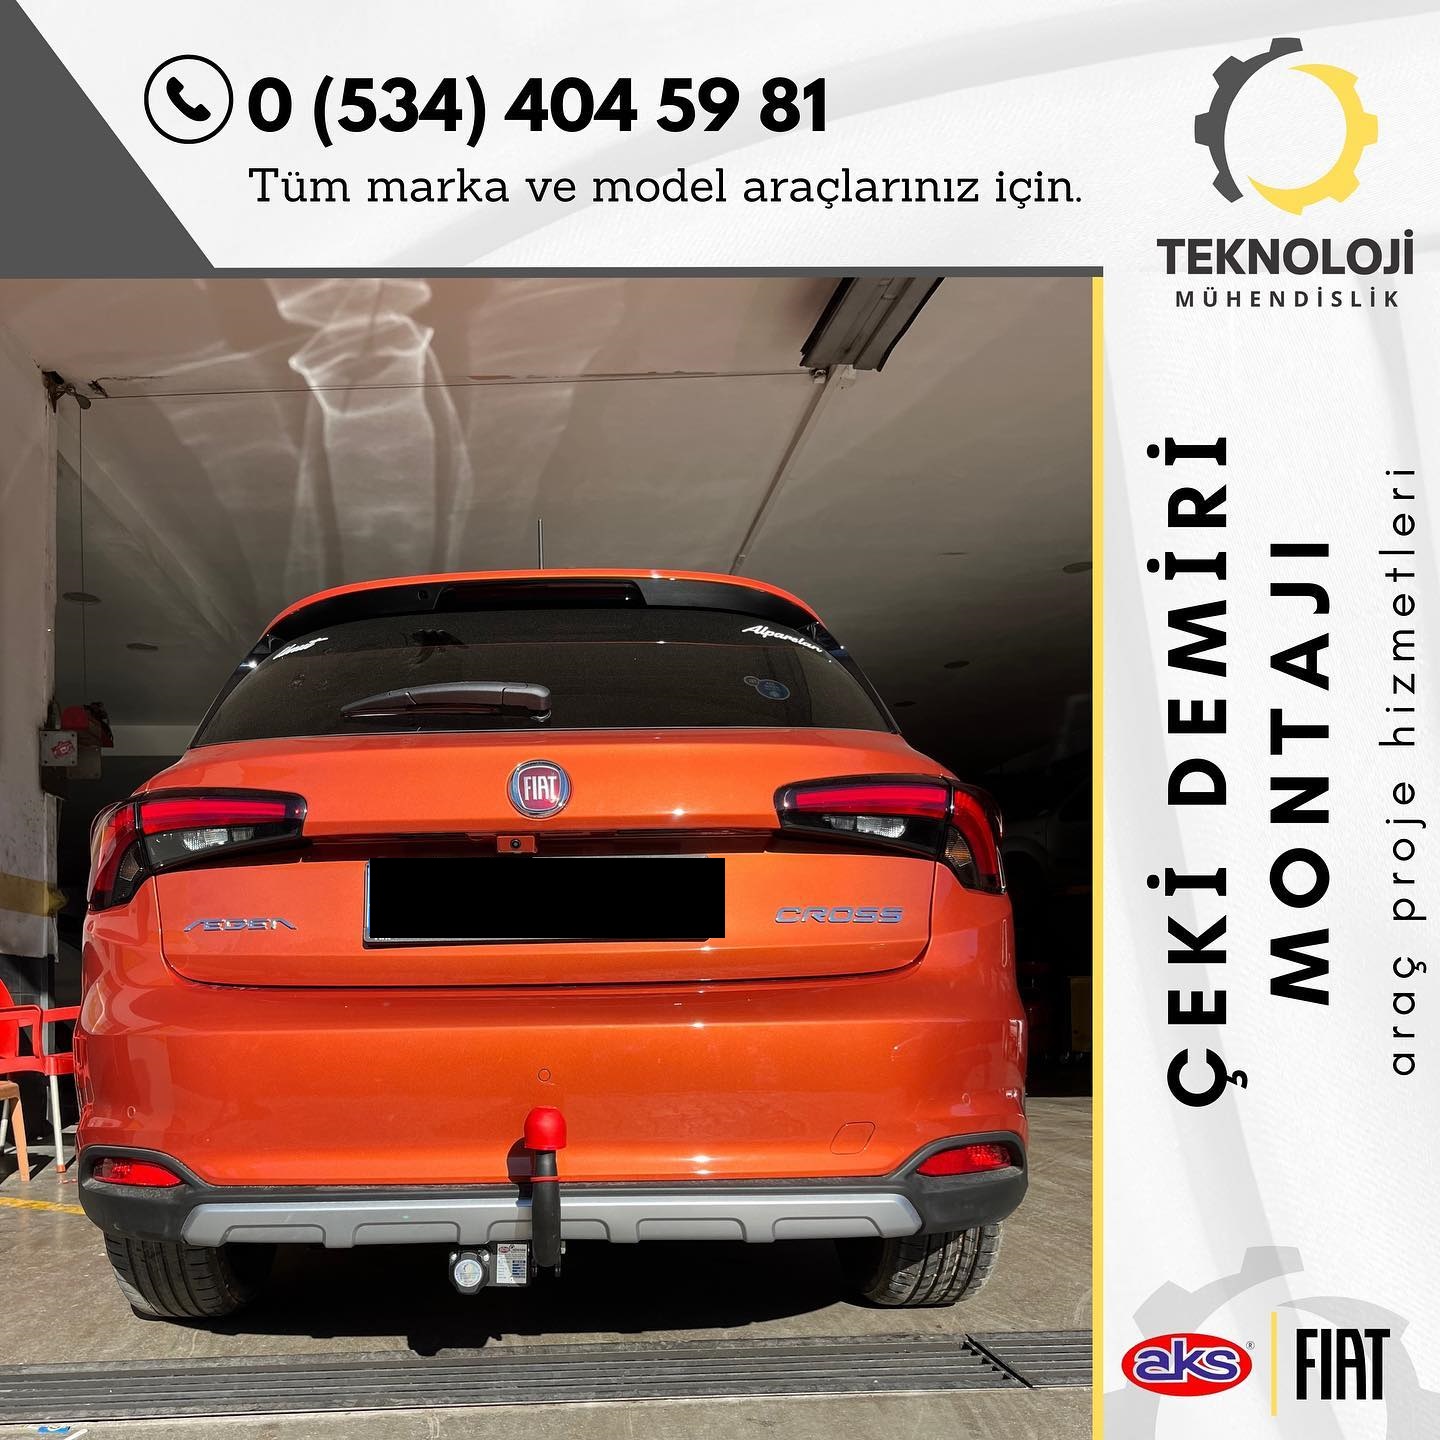 0 (534) 404 59 81
Tüm marka ve model araçlarınız için.
TEKNOLOJİ
MÜHENDİSLİK
ÇEKİ DEMİRİ
MONTAJI
araç proje hizmetleri
Alparslan
FIAT
ÆGEA
CROSS
aks®
FIAT